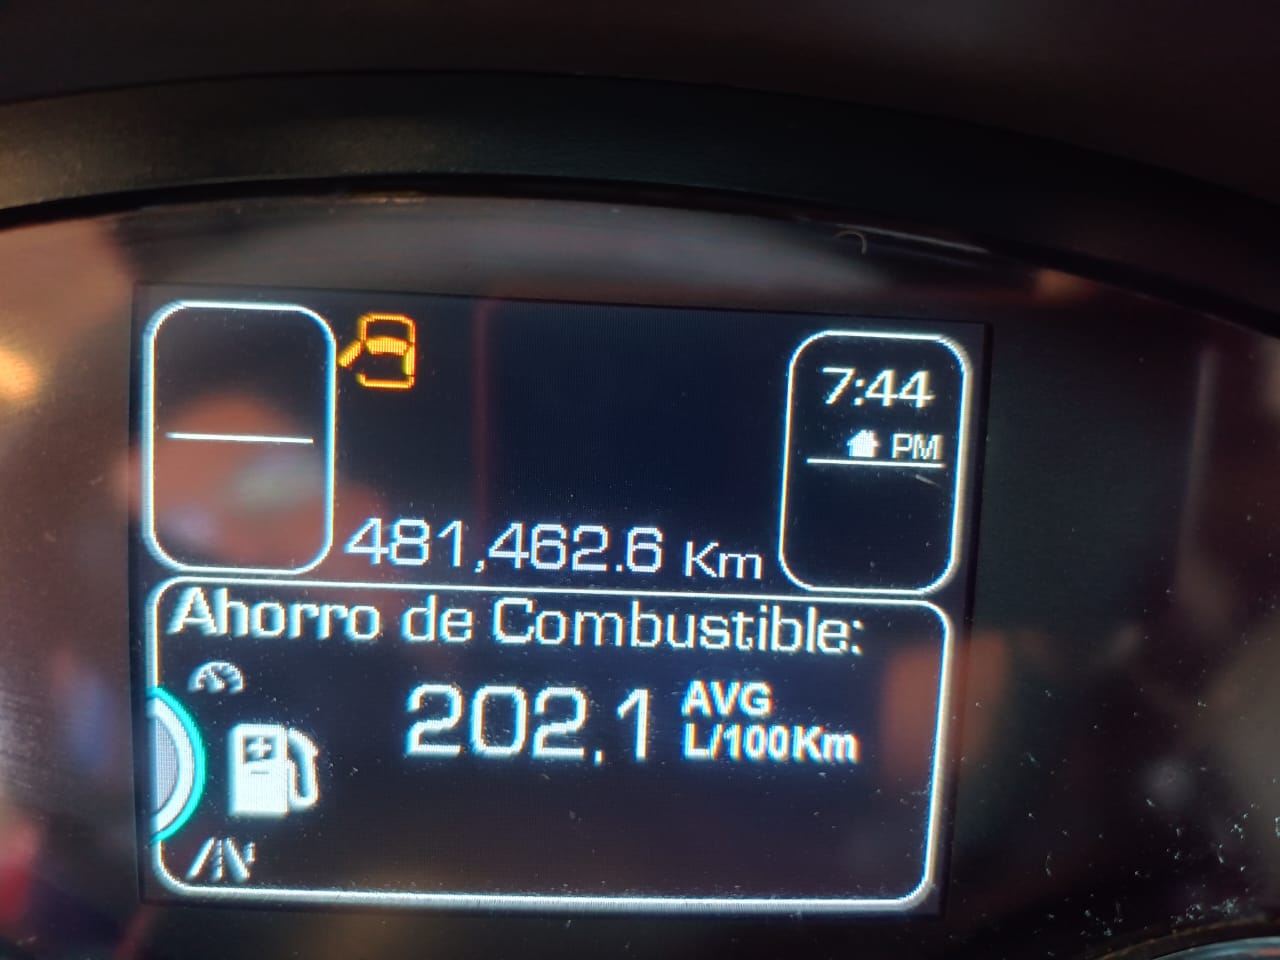 7:44
PM
481,462.6 Km
Ahorro de Combustible:
202.1 AVG
L/100Km